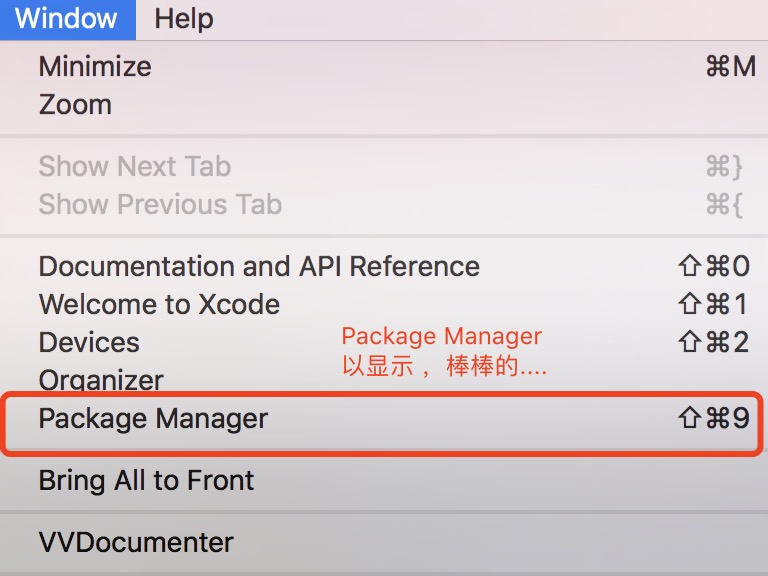 Window Help
Minimize ⌘M
Zoom
Show Next Tab ⌘}
Show Previous Tab ⌘{
Documentation and API Reference ⇧⌘0
Welcome to Xcode ⇧⌘1
Devices ⇧⌘2
Package Manager
以显示，棒棒的....
Organizer
Package Manager ⇧⌘9
Bring All to Front
VVDocumenter